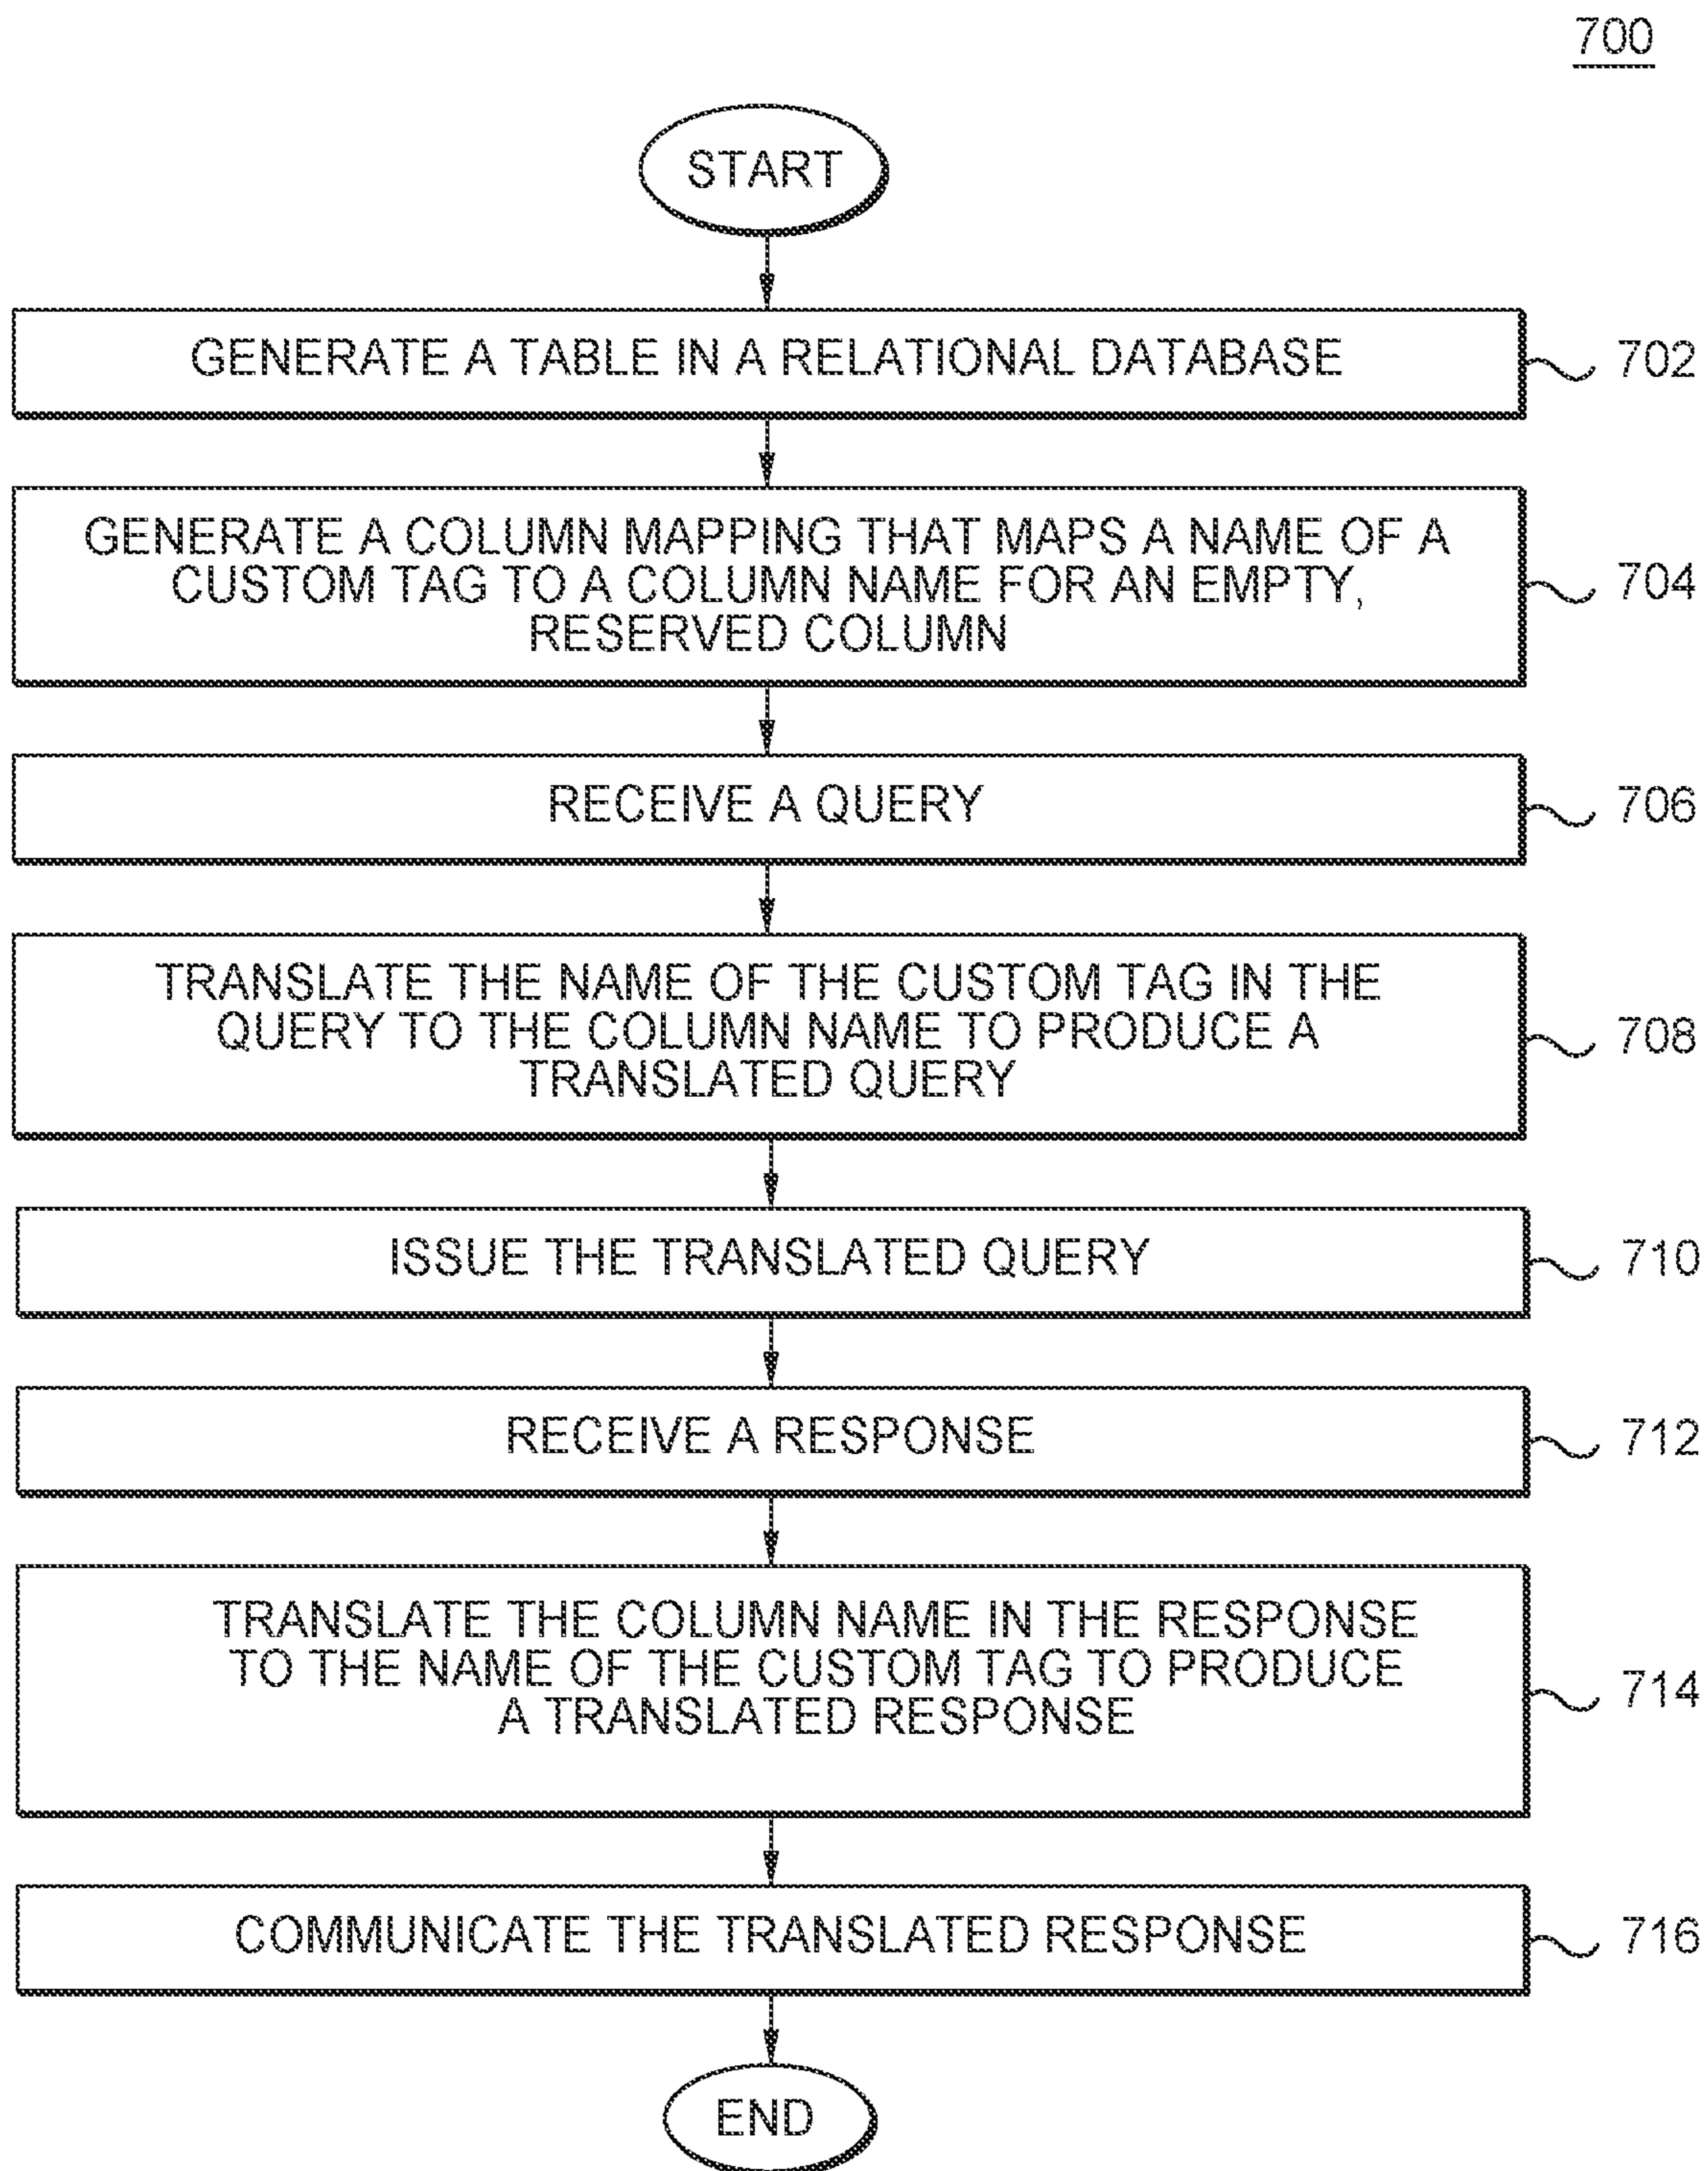 700
START
GENERATE A TABLE IN A RELATIONAL DATABASE
702
GENERATE A COLUMN MAPPING THAT MAPS A NAME OF A
CUSTOM TAG TO A COLUMN NAME FOR AN EMPTY,
RESERVED COLUMN
704
RECEIVE A QUERY
706
TRANSLATE THE NAME OF THE CUSTOM TAG IN THE
QUERY TO THE COLUMN NAME TO PRODUCE A
TRANSLATED QUERY
708
ISSUE THE TRANSLATED QUERY
710
RECEIVE A RESPONSE
712
TRANSLATE THE COLUMN NAME IN THE RESPONSE
TO THE NAME OF THE CUSTOM TAG TO PRODUCE
A TRANSLATED RESPONSE
714
COMMUNICATE THE TRANSLATED RESPONSE
716
END